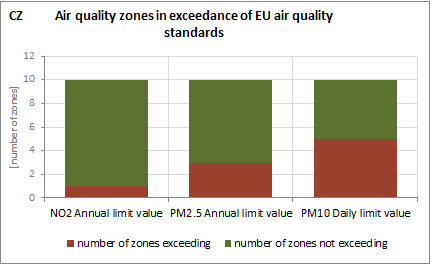 CZ
Air quality zones in exceedance of EU air quality
standards
[number of zones]
12
10
8
6
4
2
0
NO2 Annual limit value PM2.5 Annual limit value PM10 Daily limit value
number of zones exceeding number of zones not exceeding